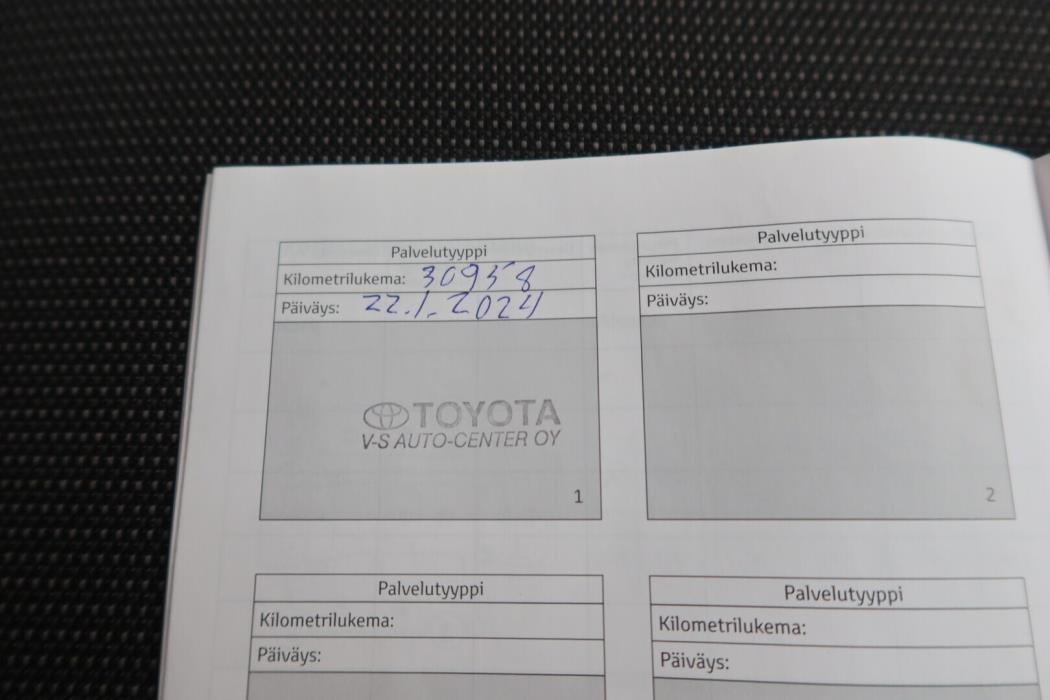 Palvelutyyppi
Kilometrilukema: 30958
Päiväys: 22.1.2024
TOYOTA
V-S AUTO-CENTER OY
1
Palvelutyyppi
Kilometrilukema:
Päiväys:
2
Palvelutyyppi
Kilometrilukema:
Päiväys:
Palvelutyyppi
Kilometrilukema:
Päiväys: